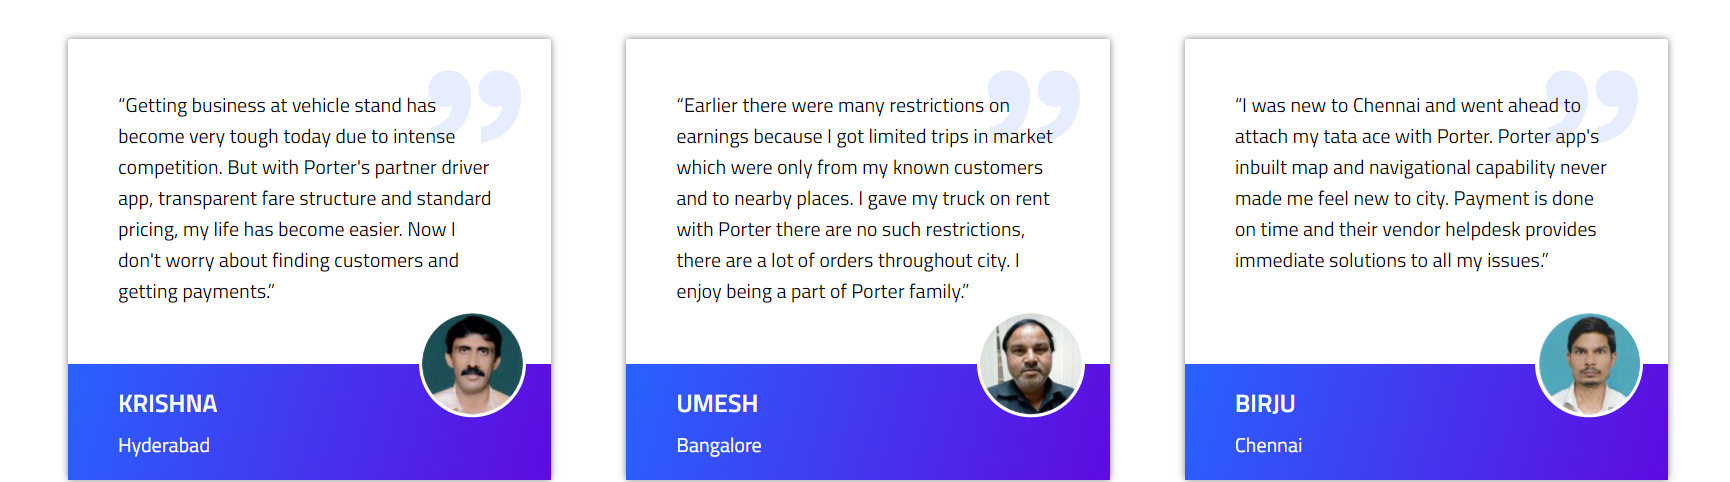 “Getting business at vehicle stand has
become very tough today due to intense
competition. But with Porter's partner driver
app, transparent fare structure and standard
pricing, my life has become easier. Now I
don't worry about finding customers and
getting payments.”
KRISHNA
Hyderabad
“Earlier there were many restrictions on
earnings because I got limited trips in market
which were only from my known customers
and to nearby places. I gave my truck on rent
with Porter there are no such restrictions,
there are a lot of orders throughout city. I
enjoy being a part of Porter family.”
UMESH
Bangalore
“I was new to Chennai and went ahead to
attach my tata ace with Porter. Porter app's
inbuilt map and navigational capability never
made me feel new to city. Payment is done
on time and their vendor helpdesk provides
immediate solutions to all my issues.”
BIRJU
Chennai